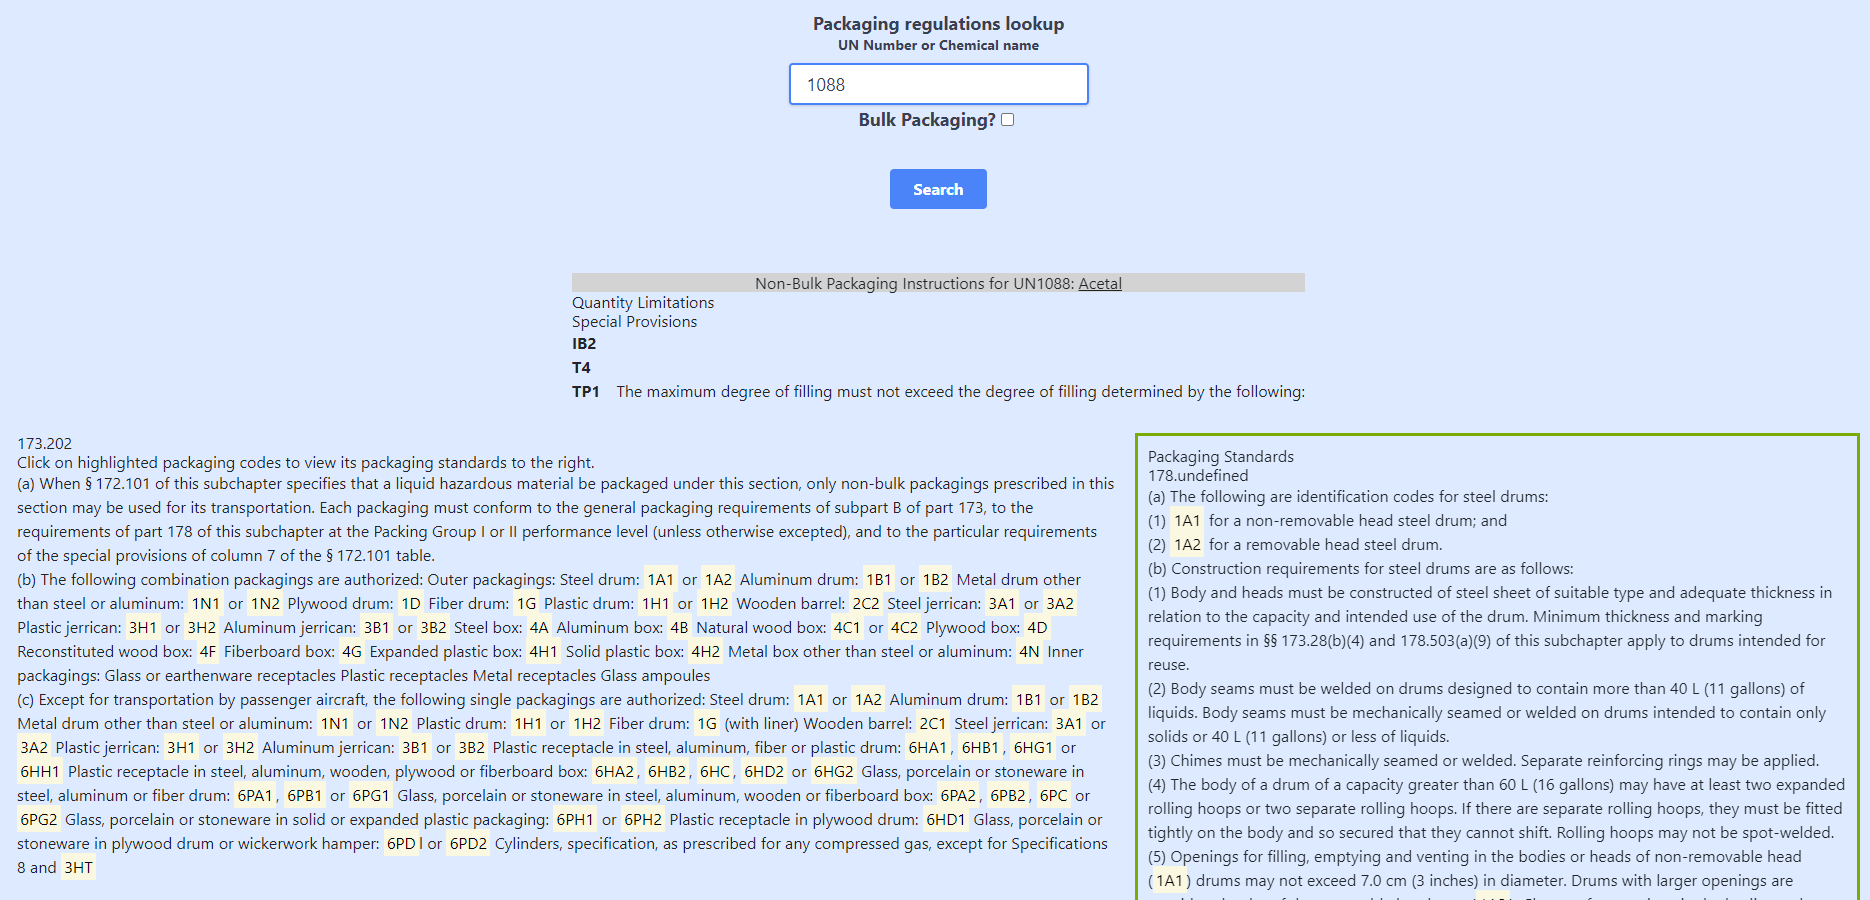 Packaging regulations lookup
UN Number or Chemical name
1088
Bulk Packaging?
Search
Non-Bulk Packaging Instructions for UN1088: Acetal
Quantity Limitations
Special Provisions
IB2
T4
TP1 The maximum degree of filling must not exceed the degree of filling determined by the following:
173.202
Click on highlighted packaging codes to view its packaging standards to the right.
(a) When § 172.101 of this subchapter specifies that a liquid hazardous material be packaged under this section, only non-bulk packagings prescribed in this
section may be used for its transportation. Each packaging must conform to the general packaging requirements of subpart B of part 173, to the
requirements of part 178 of this subchapter at the Packing Group I or II performance level (unless otherwise excepted), and to the particular requirements
of the special provisions of column 7 of the § 172.101 table.
(b) The following combination packagings are authorized: Outer packagings: Steel drum: 1A1 or 1A2 Aluminum drum: 1B1 or 1B2 Metal drum other
than steel or aluminum: 1N1 or 1N2 Plywood drum: 1D Fiber drum: 1G Plastic drum: 1H1 or 1H2 Wooden barrel: 2C2 Steel jerrican: 3A1 or 3A2
Plastic jerrican: 3H1 or 3H2 Aluminum jerrican: 3B1 or 3B2 Steel box: 4A Aluminum box: 4B Natural wood box: 4C1 or 4C2 Plywood box: 4D
Reconstituted wood box: 4F Fiberboard box: 4G Expanded plastic box: 4H1 Solid plastic box: 4H2 Metal box other than steel or aluminum: 4N Inner
packagings: Glass or earthenware receptacles Plastic receptacles Metal receptacles Glass ampoules
(c) Except for transportation by passenger aircraft, the following single packagings are authorized: Steel drum: 1A1 or 1A2 Aluminum drum: 1B1 or 1B2
Metal drum other than steel or aluminum: 1N1 or 1N2 Plastic drum: 1H1 or 1H2 Fiber drum: 1G (with liner) Wooden barrel: 2C1 Steel jerrican: 3A1 or
3A2 Plastic jerrican: 3H1 or 3H2 Aluminum jerrican: 3B1 or 3B2 Plastic receptacle in steel, aluminum, fiber or plastic drum: 6HA1, 6HB1, 6HG1 or
6HH1 Plastic receptacle in steel, aluminum, wooden, plywood or fiberboard box: 6HA2, 6HB2, 6HC, 6HD2 or 6HG2 Glass, porcelain or stoneware in
steel, aluminum or fiber drum: 6PA1, 6PB1 or 6PG1 Glass, porcelain or stoneware in steel, aluminum, wooden or fiberboard box: 6PA2, 6PB2, 6PC or
6PG2 Glass, porcelain or stoneware in solid or expanded plastic packaging: 6PH1 or 6PH2 Plastic receptacle in plywood drum: 6HD1 Glass, porcelain or
stoneware in plywood drum or wickerwork hamper: 6PD l or 6PD2 Cylinders, specification, as prescribed for any compressed gas, except for Specifications
8 and 3HT
Packaging Standards
178.undefined
(a) The following are identification codes for steel drums:
(1) 1A1 for a non-removable head steel drum; and
(2) 1A2 for a removable head steel drum.
(b) Construction requirements for steel drums are as follows:
(1) Body and heads must be constructed of steel sheet of suitable type and adequate thickness in
relation to the capacity and intended use of the drum. Minimum thickness and marking
requirements in §§ 173.28(b)(4) and 178.503(a)(9) of this subchapter apply to drums intended for
reuse.
(2) Body seams must be welded on drums designed to contain more than 40 L (11 gallons) of
liquids. Body seams must be mechanically seamed or welded on drums intended to contain only
solids or 40 L (11 gallons) or less of liquids.
(3) Chimes must be mechanically seamed or welded. Separate reinforcing rings may be applied.
(4) The body of a drum of a capacity greater than 60 L (16 gallons) may have at least two expanded
rolling hoops or two separate rolling hoops. If there are separate rolling hoops, they must be fitted
tightly on the body and so secured that they cannot shift. Rolling hoops may not be spot-welded.
(5) Openings for filling, emptying and venting in the bodies or heads of non-removable head
(1A1) drums may not exceed 7.0 cm (3 inches) in diameter. Drums with larger openings are